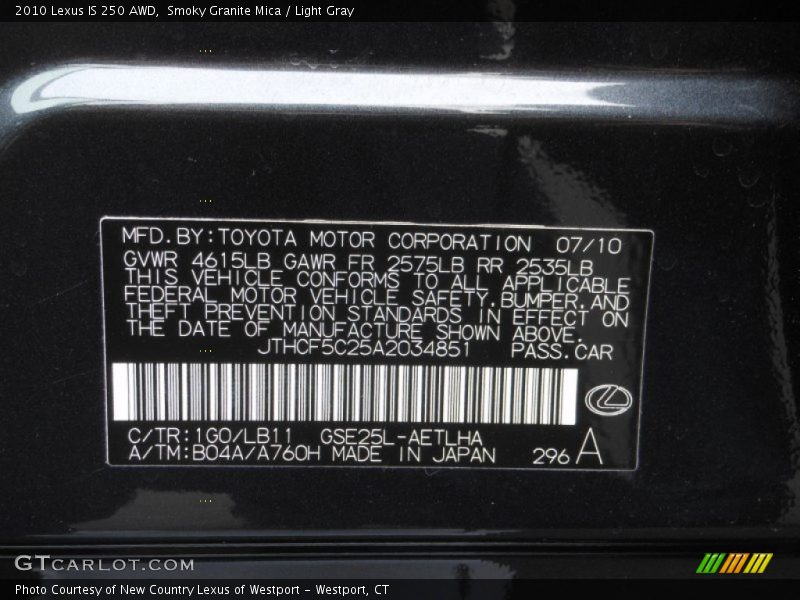 2010 Lexus IS 250 AWD,  Smoky Granite Mica / Light Gray
MFD.BY:TOYOTA MOTOR CORPORATION 07/10
GVWR 4615LB GAWR FR 2575LB RR 2535LB
THIS VEHICLE CONFORMS TO ALL APPLICABLE
FEDERAL MOTOR VEHICLE SAFETY.BUMPER.AND
THEFT PREVENTION STANDARDS IN EFFECT ON
THE DATE OF MANUFACTURE SHOWN ABOVE.
JTHCF5C25A2034851 PASS.CAR
C/TR:1G0/LB11 GSE25L-AETLHA
A/TM:B04A/A760H MADE IN JAPAN 296 A
GTCARLOT.COM
Photo Courtesy of New Country Lexus of Westport - Westport, CT